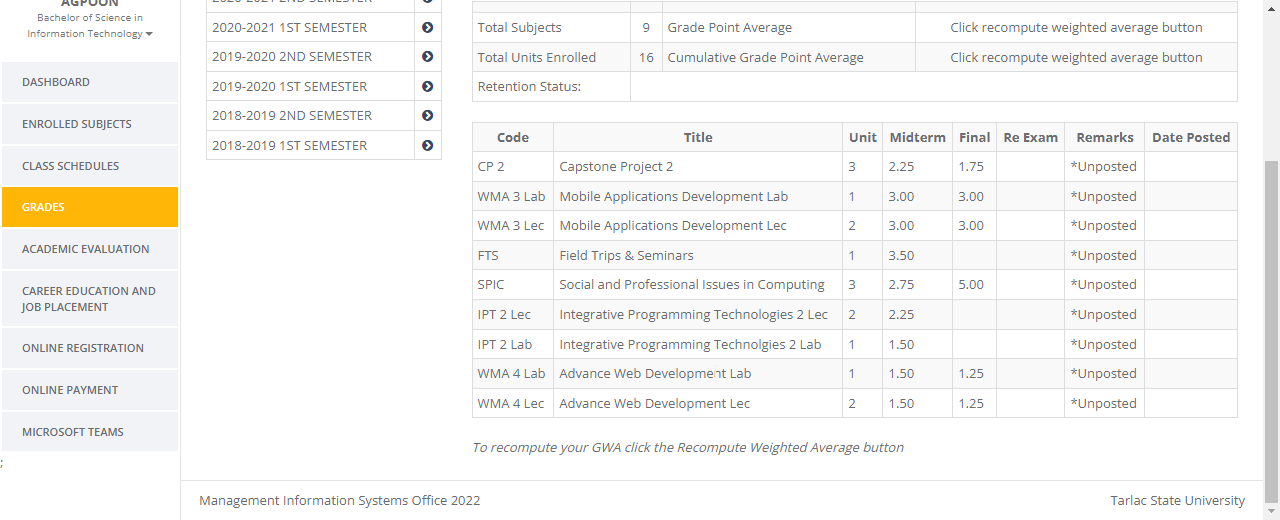 AGPOON
Bachelor of Science in
Information Technology
DASHBOARD
ENROLLED SUBJECTS
CLASS SCHEDULES
GRADES
ACADEMIC EVALUATION
CAREER EDUCATION AND
JOB PLACEMENT
ONLINE REGISTRATION
ONLINE PAYMENT
MICROSOFT TEAMS
;
2020-2021 2ND SEMESTER
2020-2021 1ST SEMESTER
2019-2020 2ND SEMESTER
2019-2020 1ST SEMESTER
2018-2019 2ND SEMESTER
2018-2019 1ST SEMESTER
Total Subjects 9 Grade Point Average Click recompute weighted average button
Total Units Enrolled 16 Cumulative Grade Point Average Click recompute weighted average button
Retention Status:
Code Title Unit Midterm Final Re Exam Remarks Date Posted
CP 2 Capstone Project 2 3 2.25 1.75 *Unposted
WMA 3 Lab Mobile Applications Development Lab 1 3.00 3.00 *Unposted
WMA 3 Lec Mobile Applications Development Lec 2 3.00 3.00 *Unposted
FTS Field Trips & Seminars 1 3.50 *Unposted
SPIC Social and Professional Issues in Computing 3 2.75 5.00 *Unposted
IPT 2 Lec Integrative Programming Technologies 2 Lec 2 2.25 *Unposted
IPT 2 Lab Integrative Programming Technolgies 2 Lab 1 1.50 *Unposted
WMA 4 Lab Advance Web Development Lab 1 1.50 1.25 *Unposted
WMA 4 Lec Advance Web Development Lec 2 1.50 1.25 *Unposted
To recompute your GWA click the Recompute Weighted Average button
Management Information Systems Office 2022
Tarlac State University